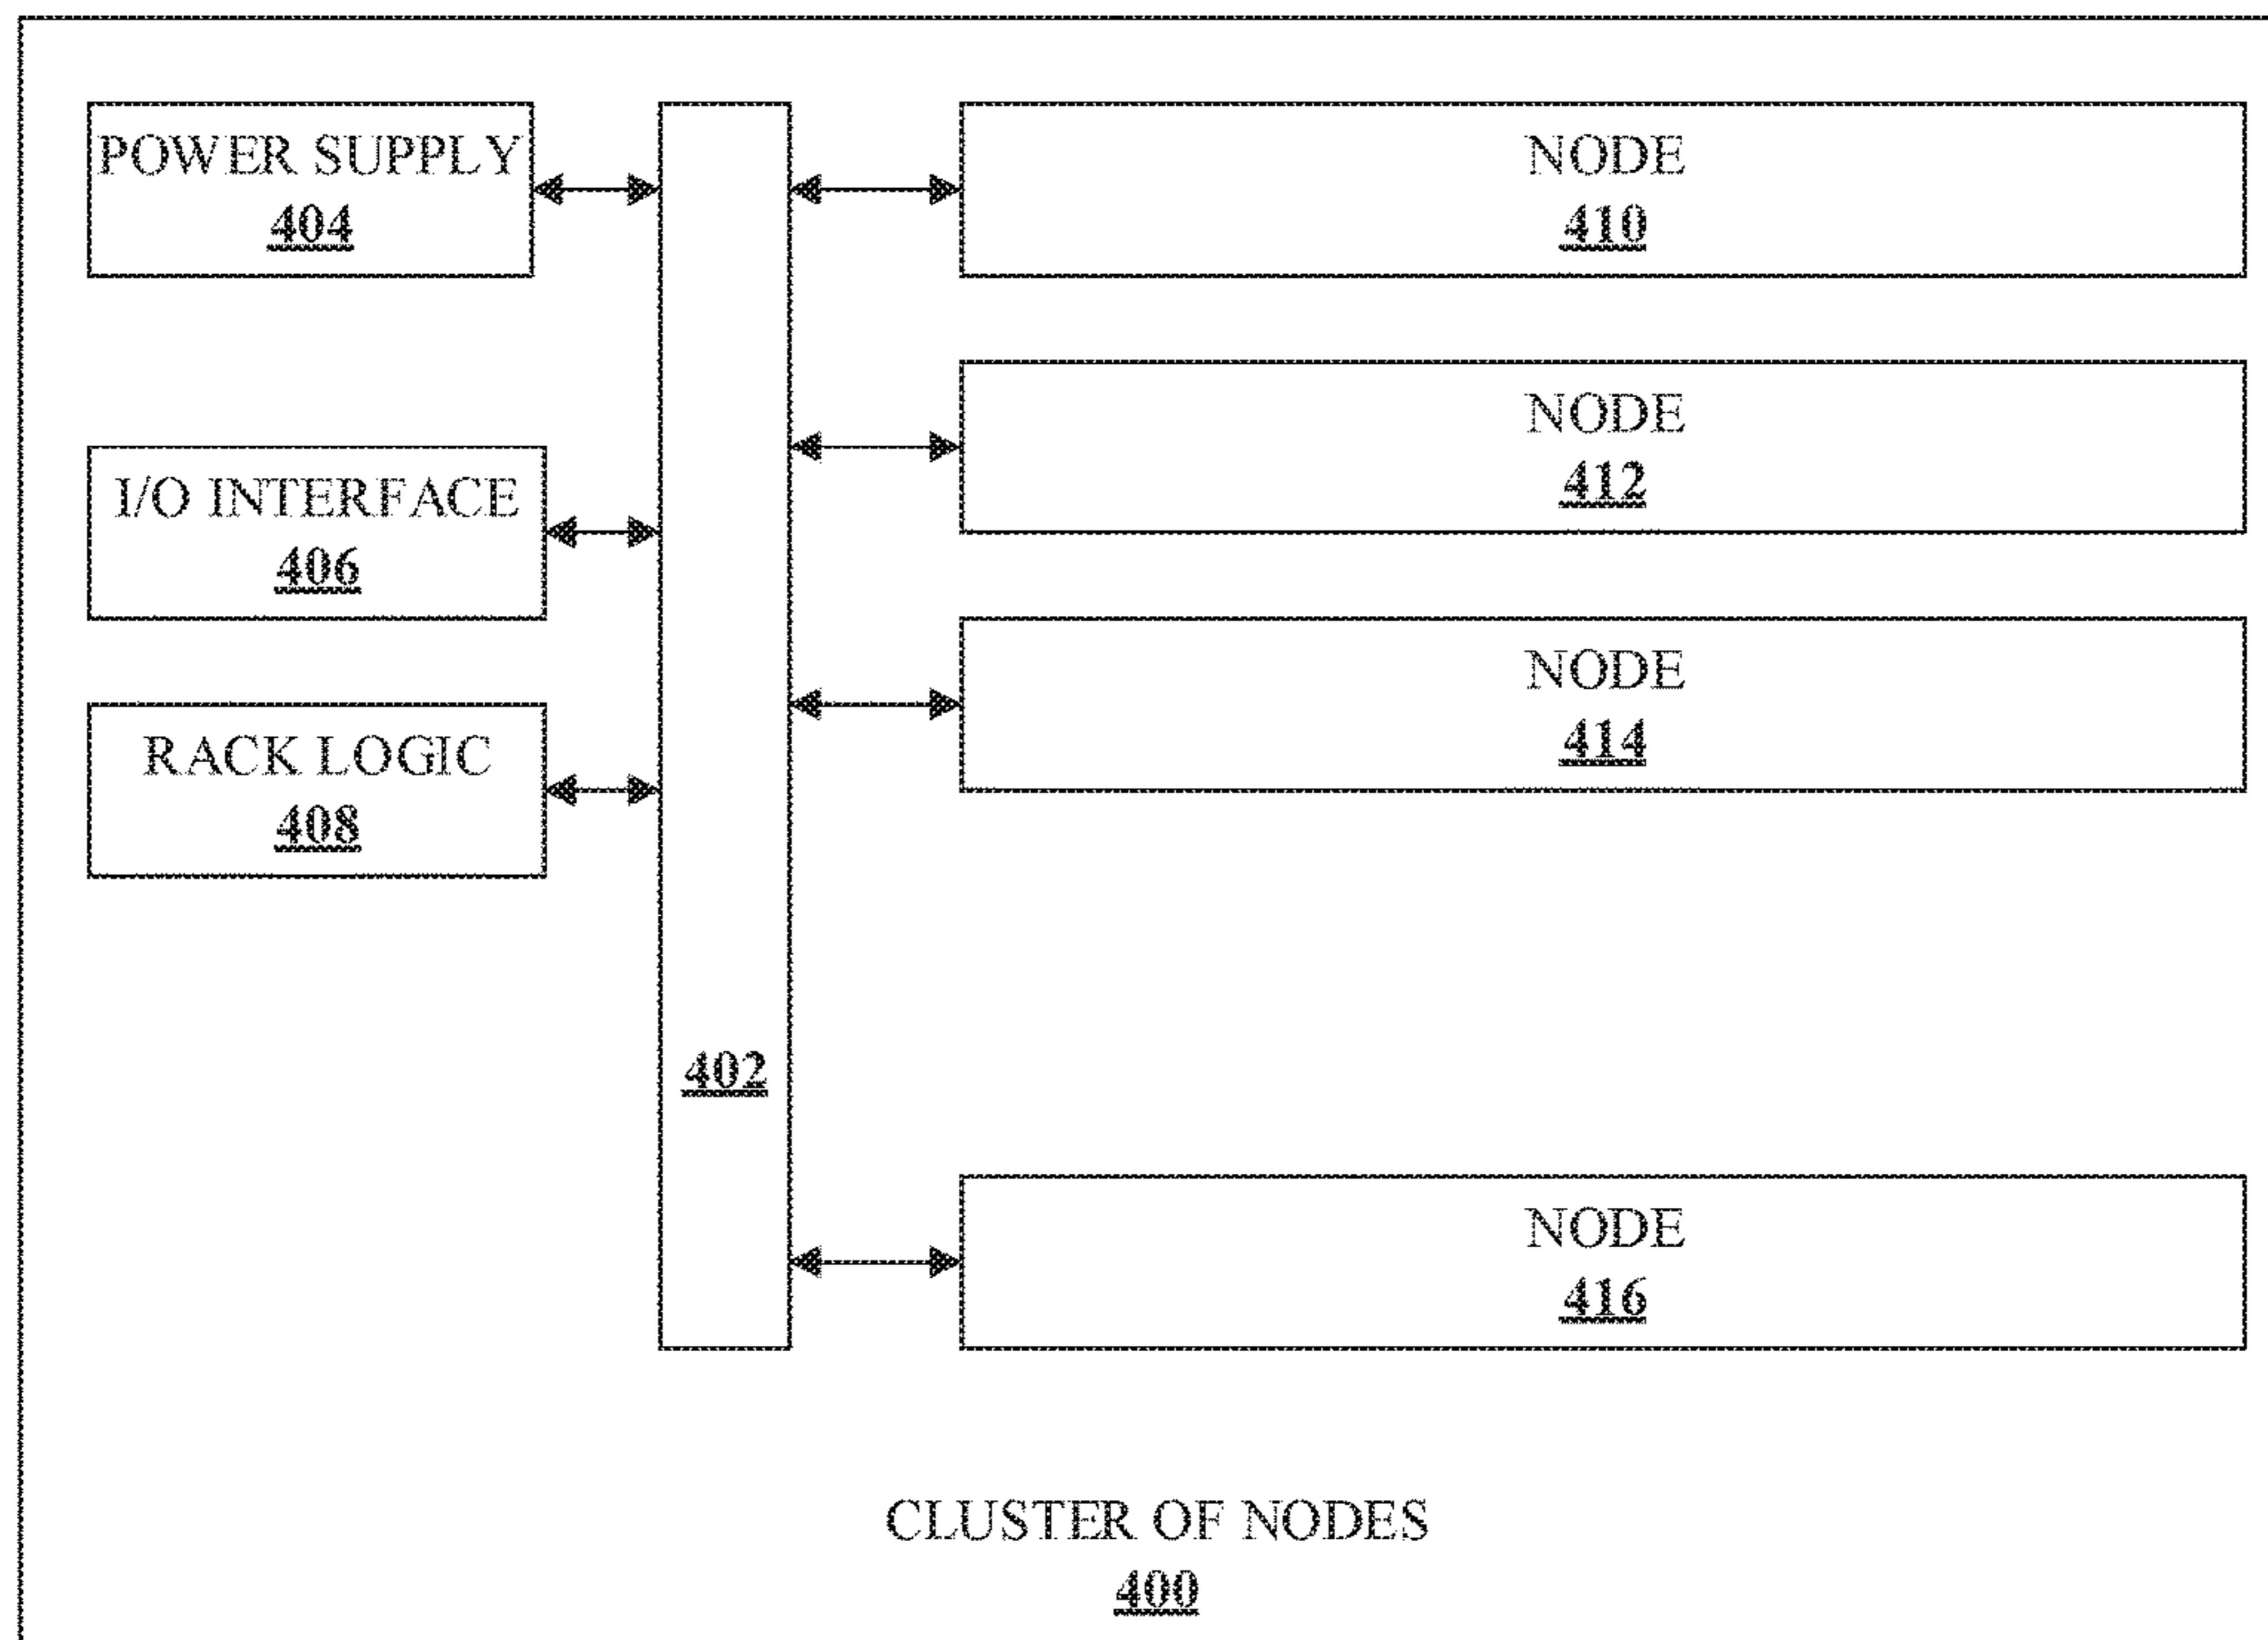 POWER SUPPLY
404
NODE
410
NODE
412
I/O INTERFACE
406
NODE
414
RACK LOGIC
408
402
NODE
416
CLUSTER OF NODES
400